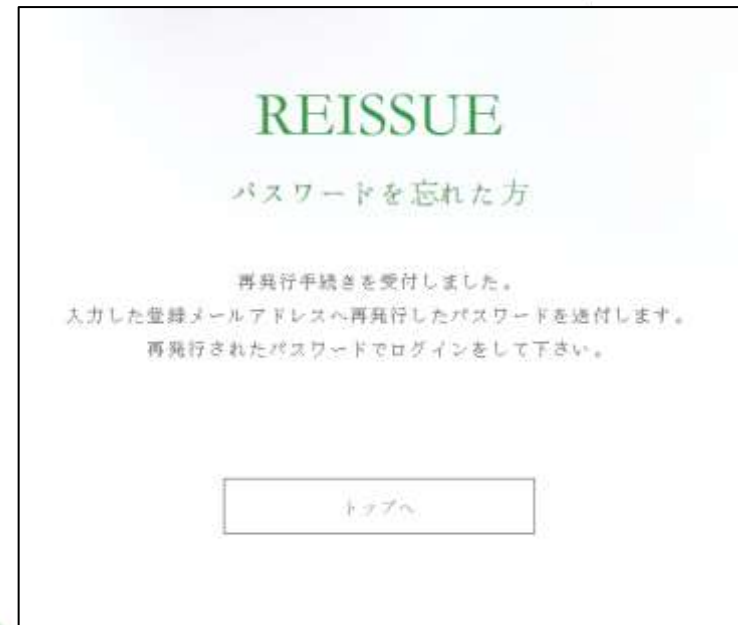 REISSUE
パスワードを忘れた方
再発行手続きを受付しました。
入力した登録メールアドレスへ再発行したパスワードを送付します。
再発行されたパスワードでログインをして下さい。
トップへ